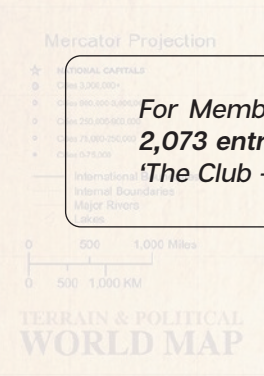 Mercator Projection
NATIONAL CAPITALS
For Memb
2,073 entr
'The Club -
International B
Internal Boundaries
Major Rivers
Lakes
0 500 1,000 Miles
0 500 1,000 KM
TERRAIN & POLITICAL
WORLD MAP